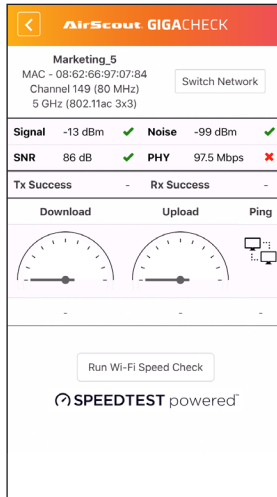 AirScout GIGACHECK
Marketing_5
MAC - 08:62:66:97:07:84
Channel 149 (80 MHz)
5 GHz (802.11ac 3x3)
Switch Network
Signal -13 dBm ✔ Noise -99 dBm ✔
SNR 86 dB ✔ PHY 97.5 Mbps ✖
Tx Success - Rx Success -
Download Upload Ping
- - -
Run Wi-Fi Speed Check
SPEEDTEST powered™